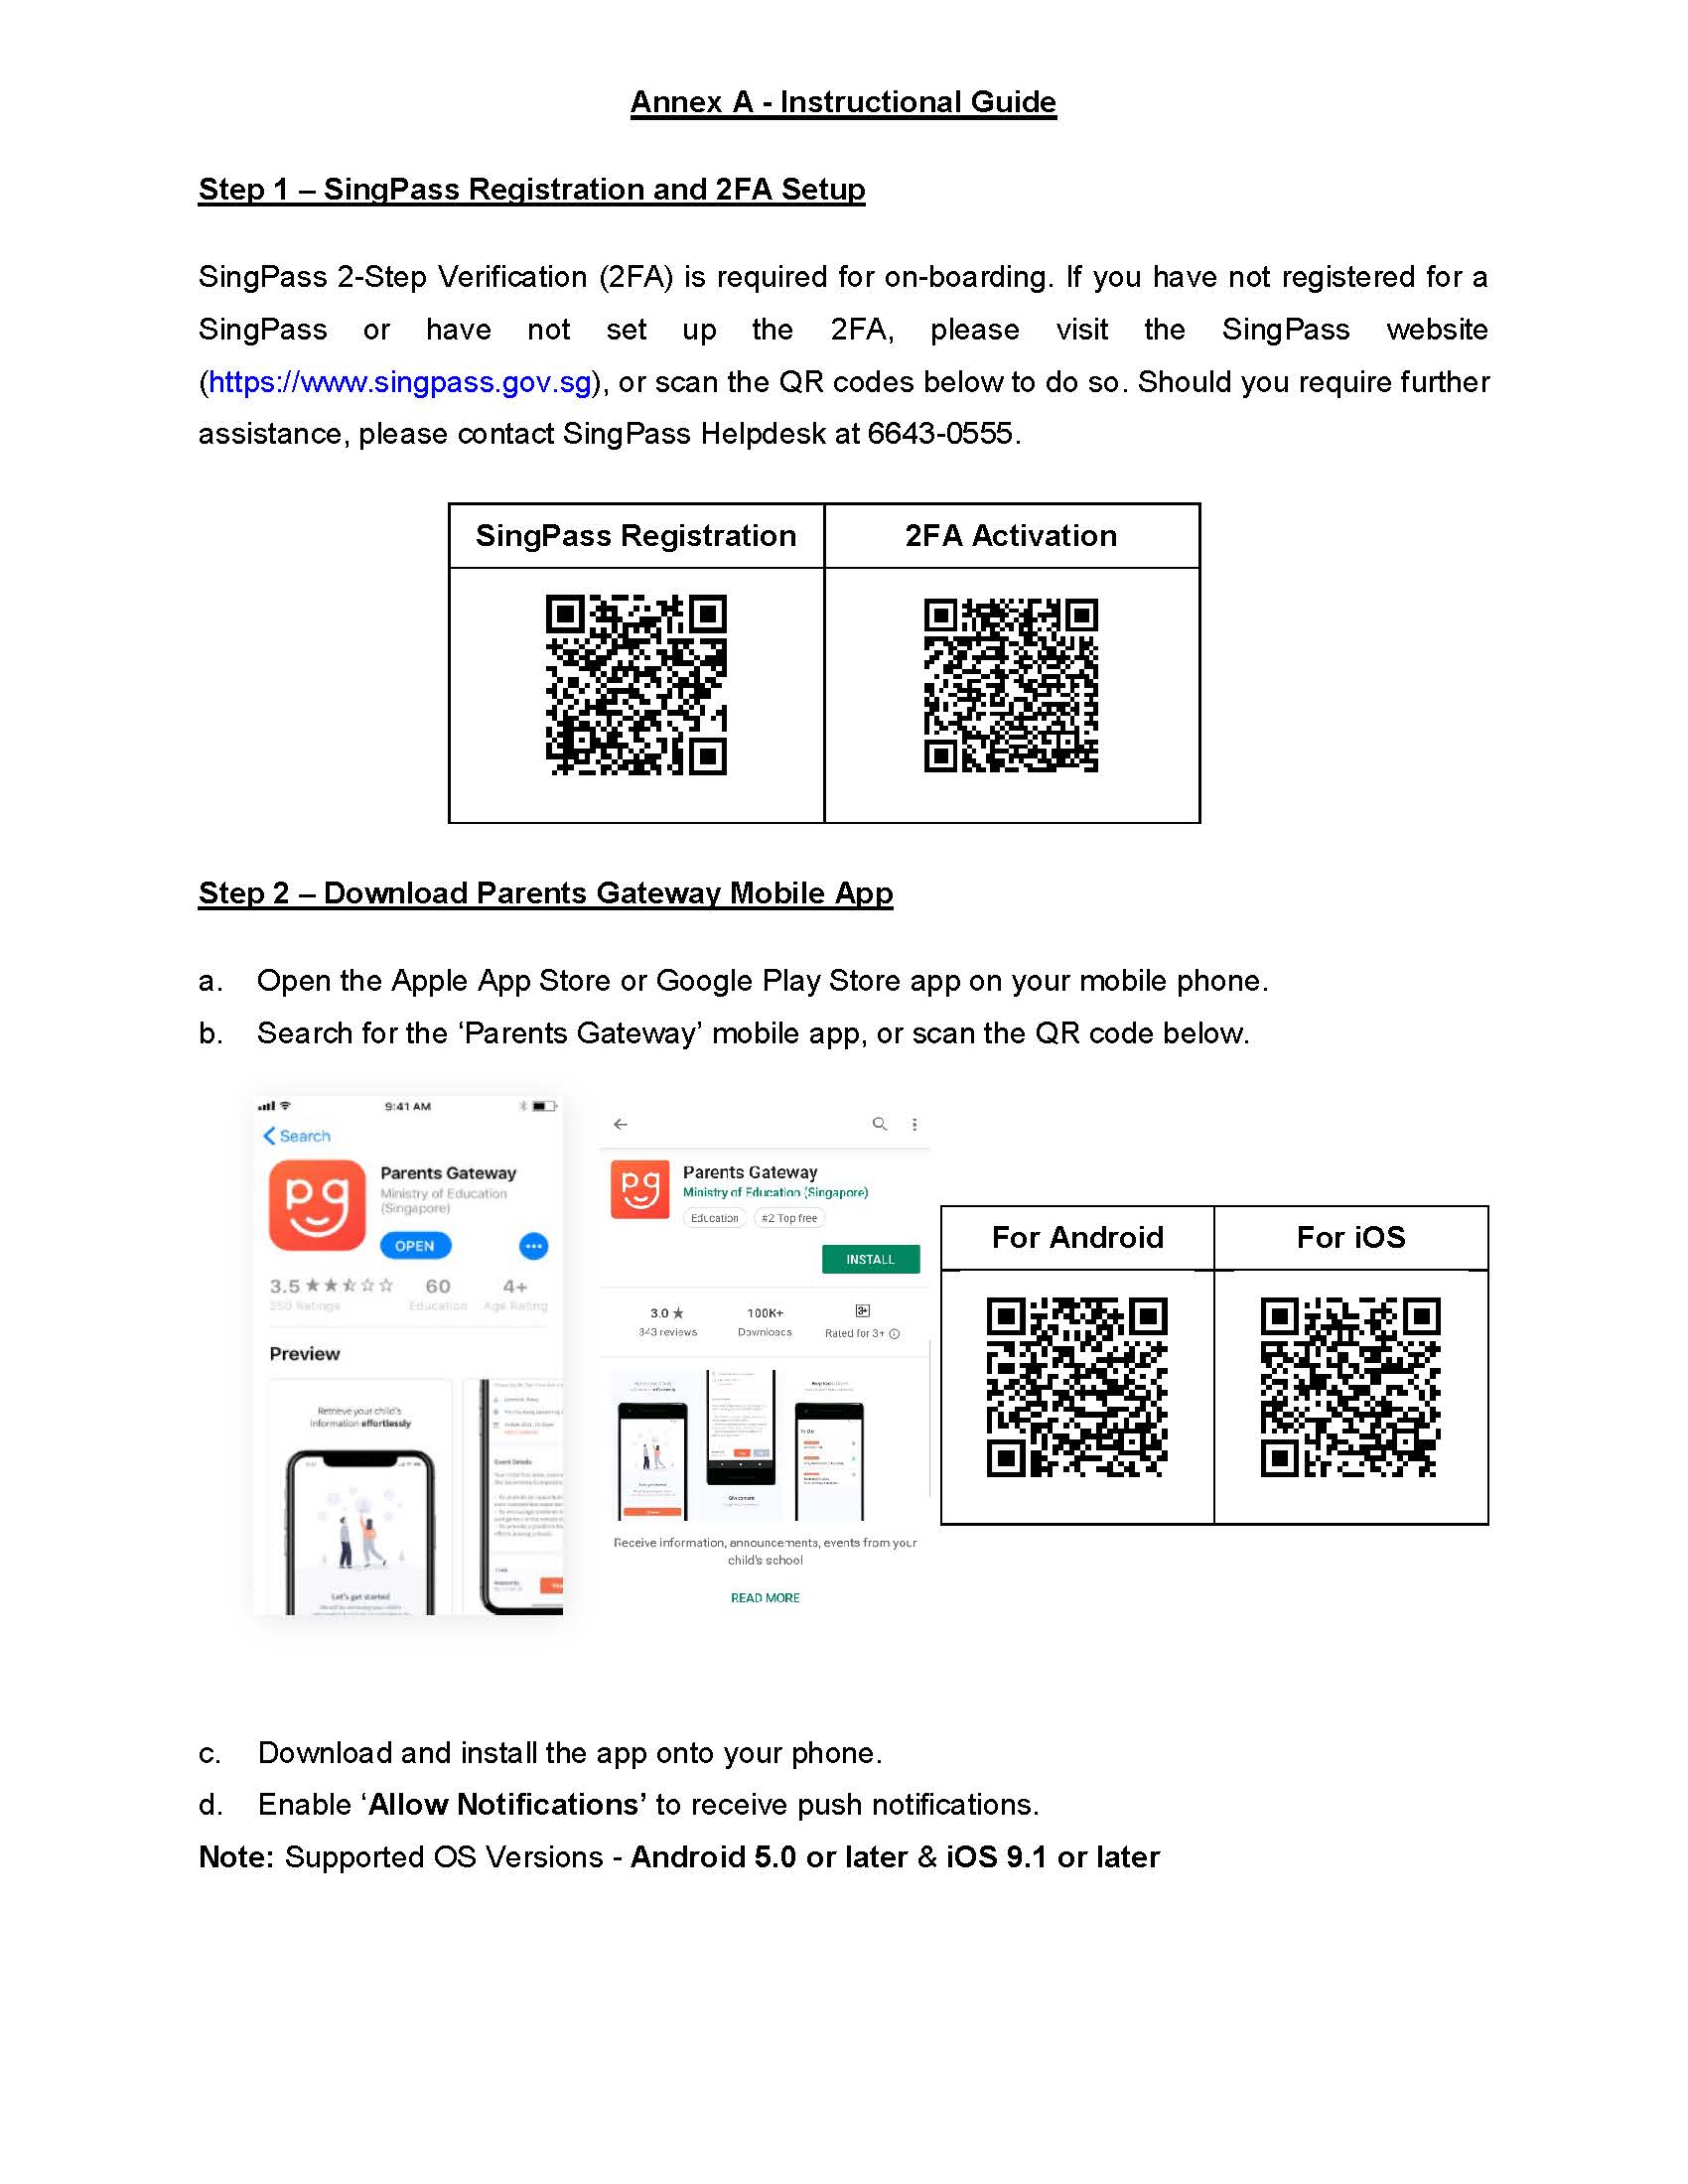 Annex A - Instructional Guide
Step 1 – SingPass Registration and 2FA Setup
SingPass 2-Step Verification (2FA) is required for on-boarding. If you have not registered for a
SingPass or have not set up the 2FA, please visit the SingPass website
(https://www.singpass.gov.sg), or scan the QR codes below to do so. Should you require further
assistance, please contact SingPass Helpdesk at 6643-0555.
SingPass Registration
2FA Activation
Step 2 – Download Parents Gateway Mobile App
a. Open the Apple App Store or Google Play Store app on your mobile phone.
b. Search for the ‘Parents Gateway’ mobile app, or scan the QR code below.
9:41 AM
Search
Parents Gateway
Ministry of Education
(Singapore)
OPEN
3.5 60 4+
350 Ratings Education Age Rating
Preview
Retrieve your child's
information effortlessly
Let's get started
Event Details
Parents Gateway
Ministry of Education (Singapore)
Education #2 Top free
INSTALL
3.0 ★ 100K+ 3+
343 reviews Downloads Rated for 3+
Give consent
Receive information, announcements, events from your
child's school
READ MORE
For Android For iOS
c. Download and install the app onto your phone.
d. Enable ‘Allow Notifications’ to receive push notifications.
Note: Supported OS Versions - Android 5.0 or later & iOS 9.1 or later